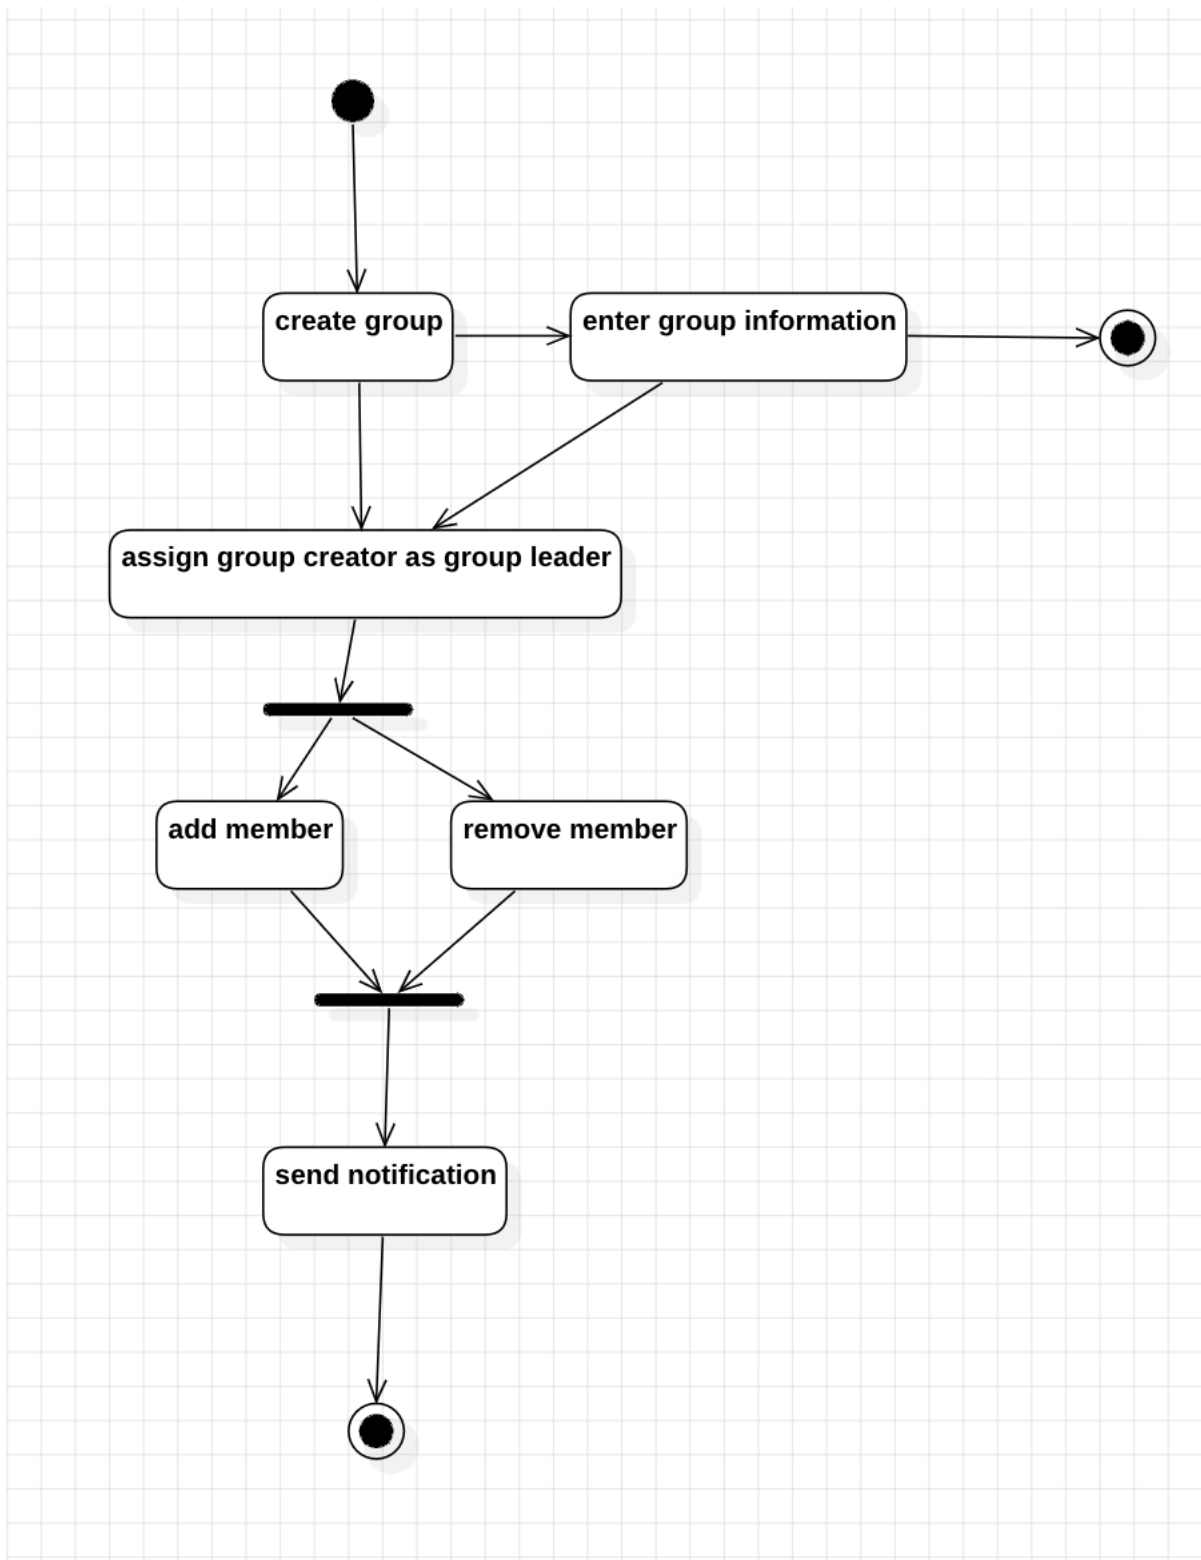 create group
enter group information
assign group creator as group leader
add member
remove member
send notification